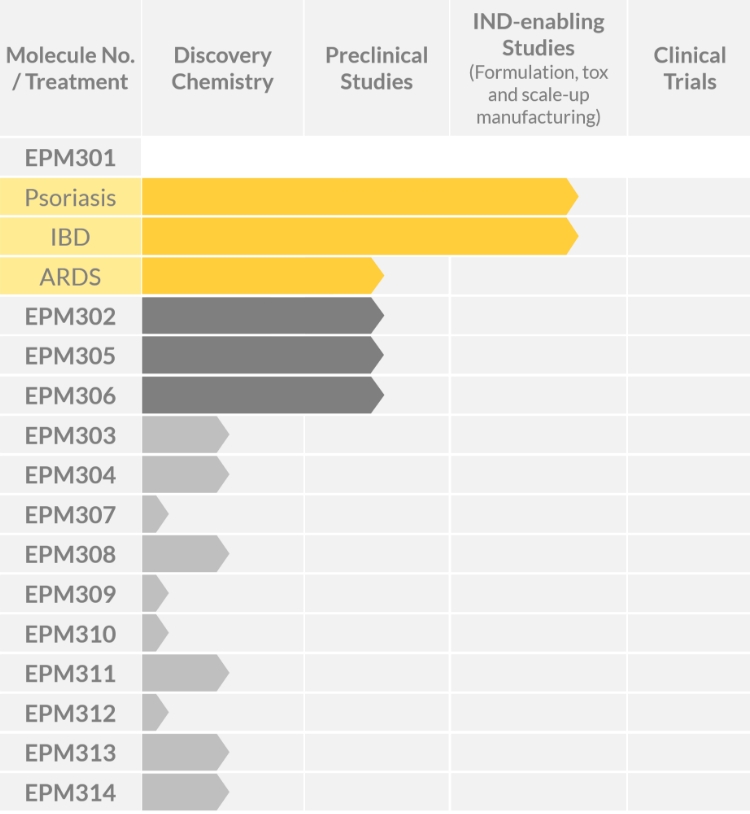 Molecule No.
/ Treatment
Discovery
Chemistry
Preclinical
Studies
IND-enabling
Studies
(Formulation, tox
and scale-up
manufacturing)
Clinical
Trials
EPM301
Psoriasis
IBD
ARDS
EPM302
EPM305
EPM306
EPM303
EPM304
EPM307
EPM308
EPM309
EPM310
EPM311
EPM312
EPM313
EPM314